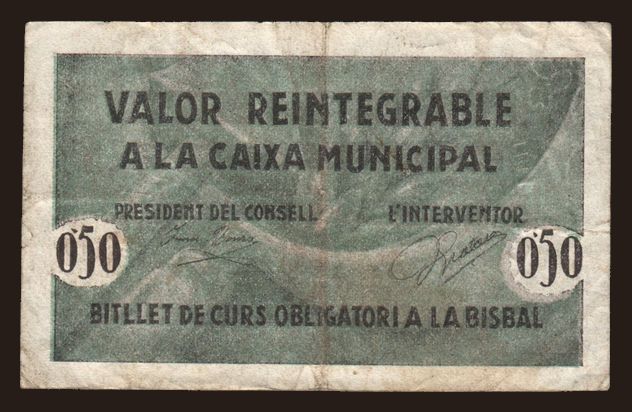 VALOR REINTEGRABLE
A LA CAIXA MUNICIPAL
PRESIDENT DEL CONSELL L'INTERVENTOR
0'50 0'50
BITLLET DE CURS OBLIGATORI A LA BISBAL